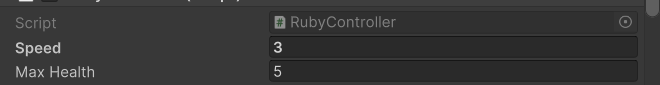 Script RubyController
Speed 3
Max Health 5